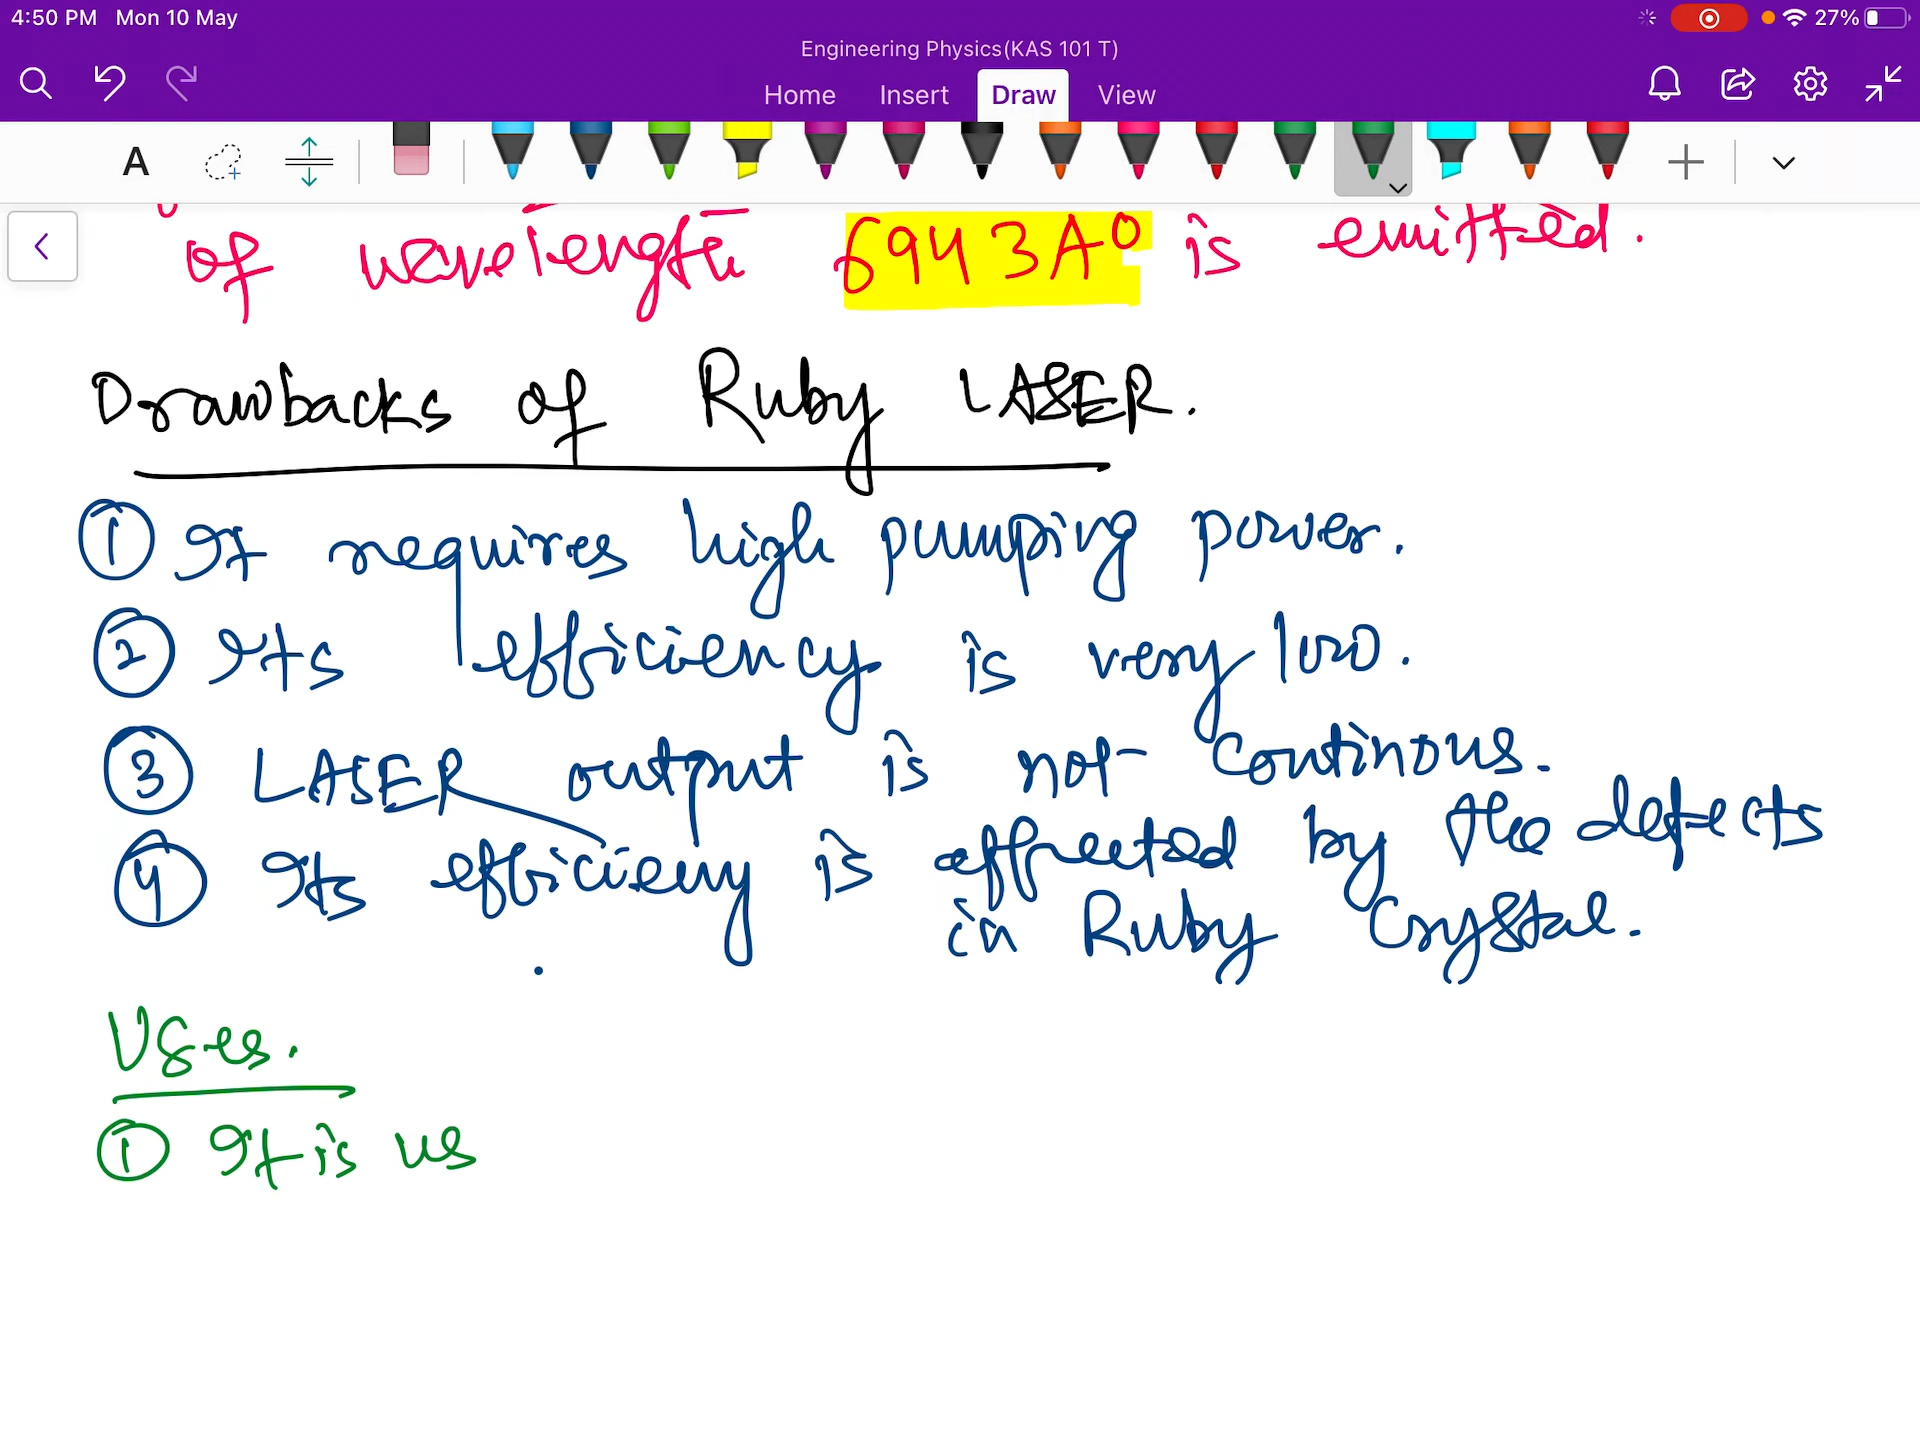 4:50 PM Mon 10 May
27%
Engineering Physics(KAS 101 T)
Home Insert Draw View
A
of wavelength 6943A° is emitted.
Drawbacks of Ruby LASER.
① It requires high pumping power.
② Its efficiency is very low.
③ LASER output is not continous.
④ Its efficieny is affected by the defects
in Ruby Crystal.
Uses.
① It is us